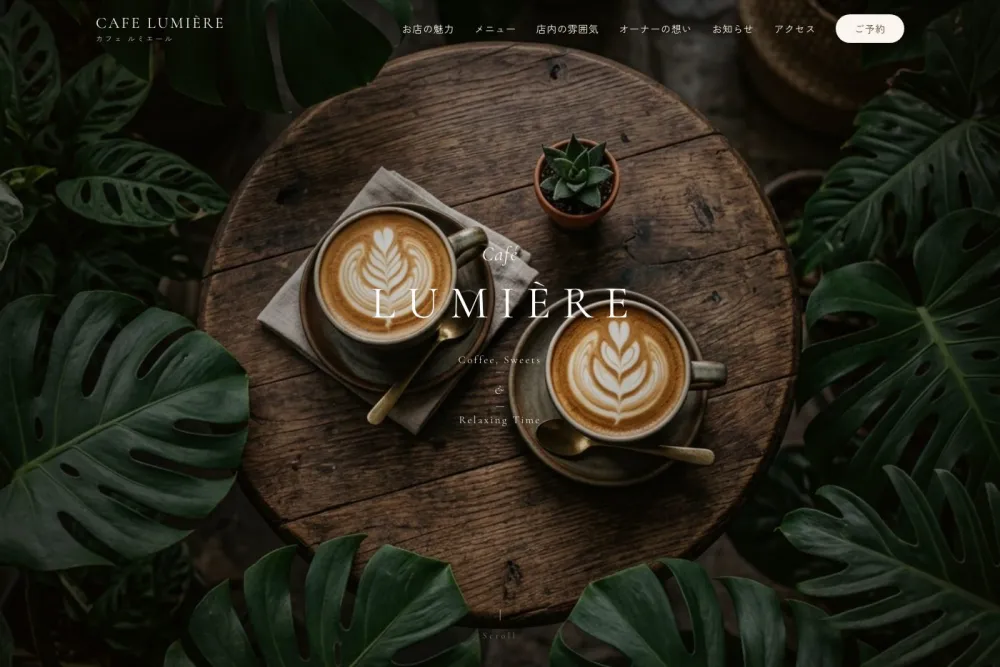 CAFE LUMIÈRE
カフェ ルミエール
お店の魅力 メニュー 店内の雰囲気 オーナーの想い お知らせ アクセス ご予約
Café
LUMIÈRE
Coffee, Sweets
&
Relaxing Time
Scroll